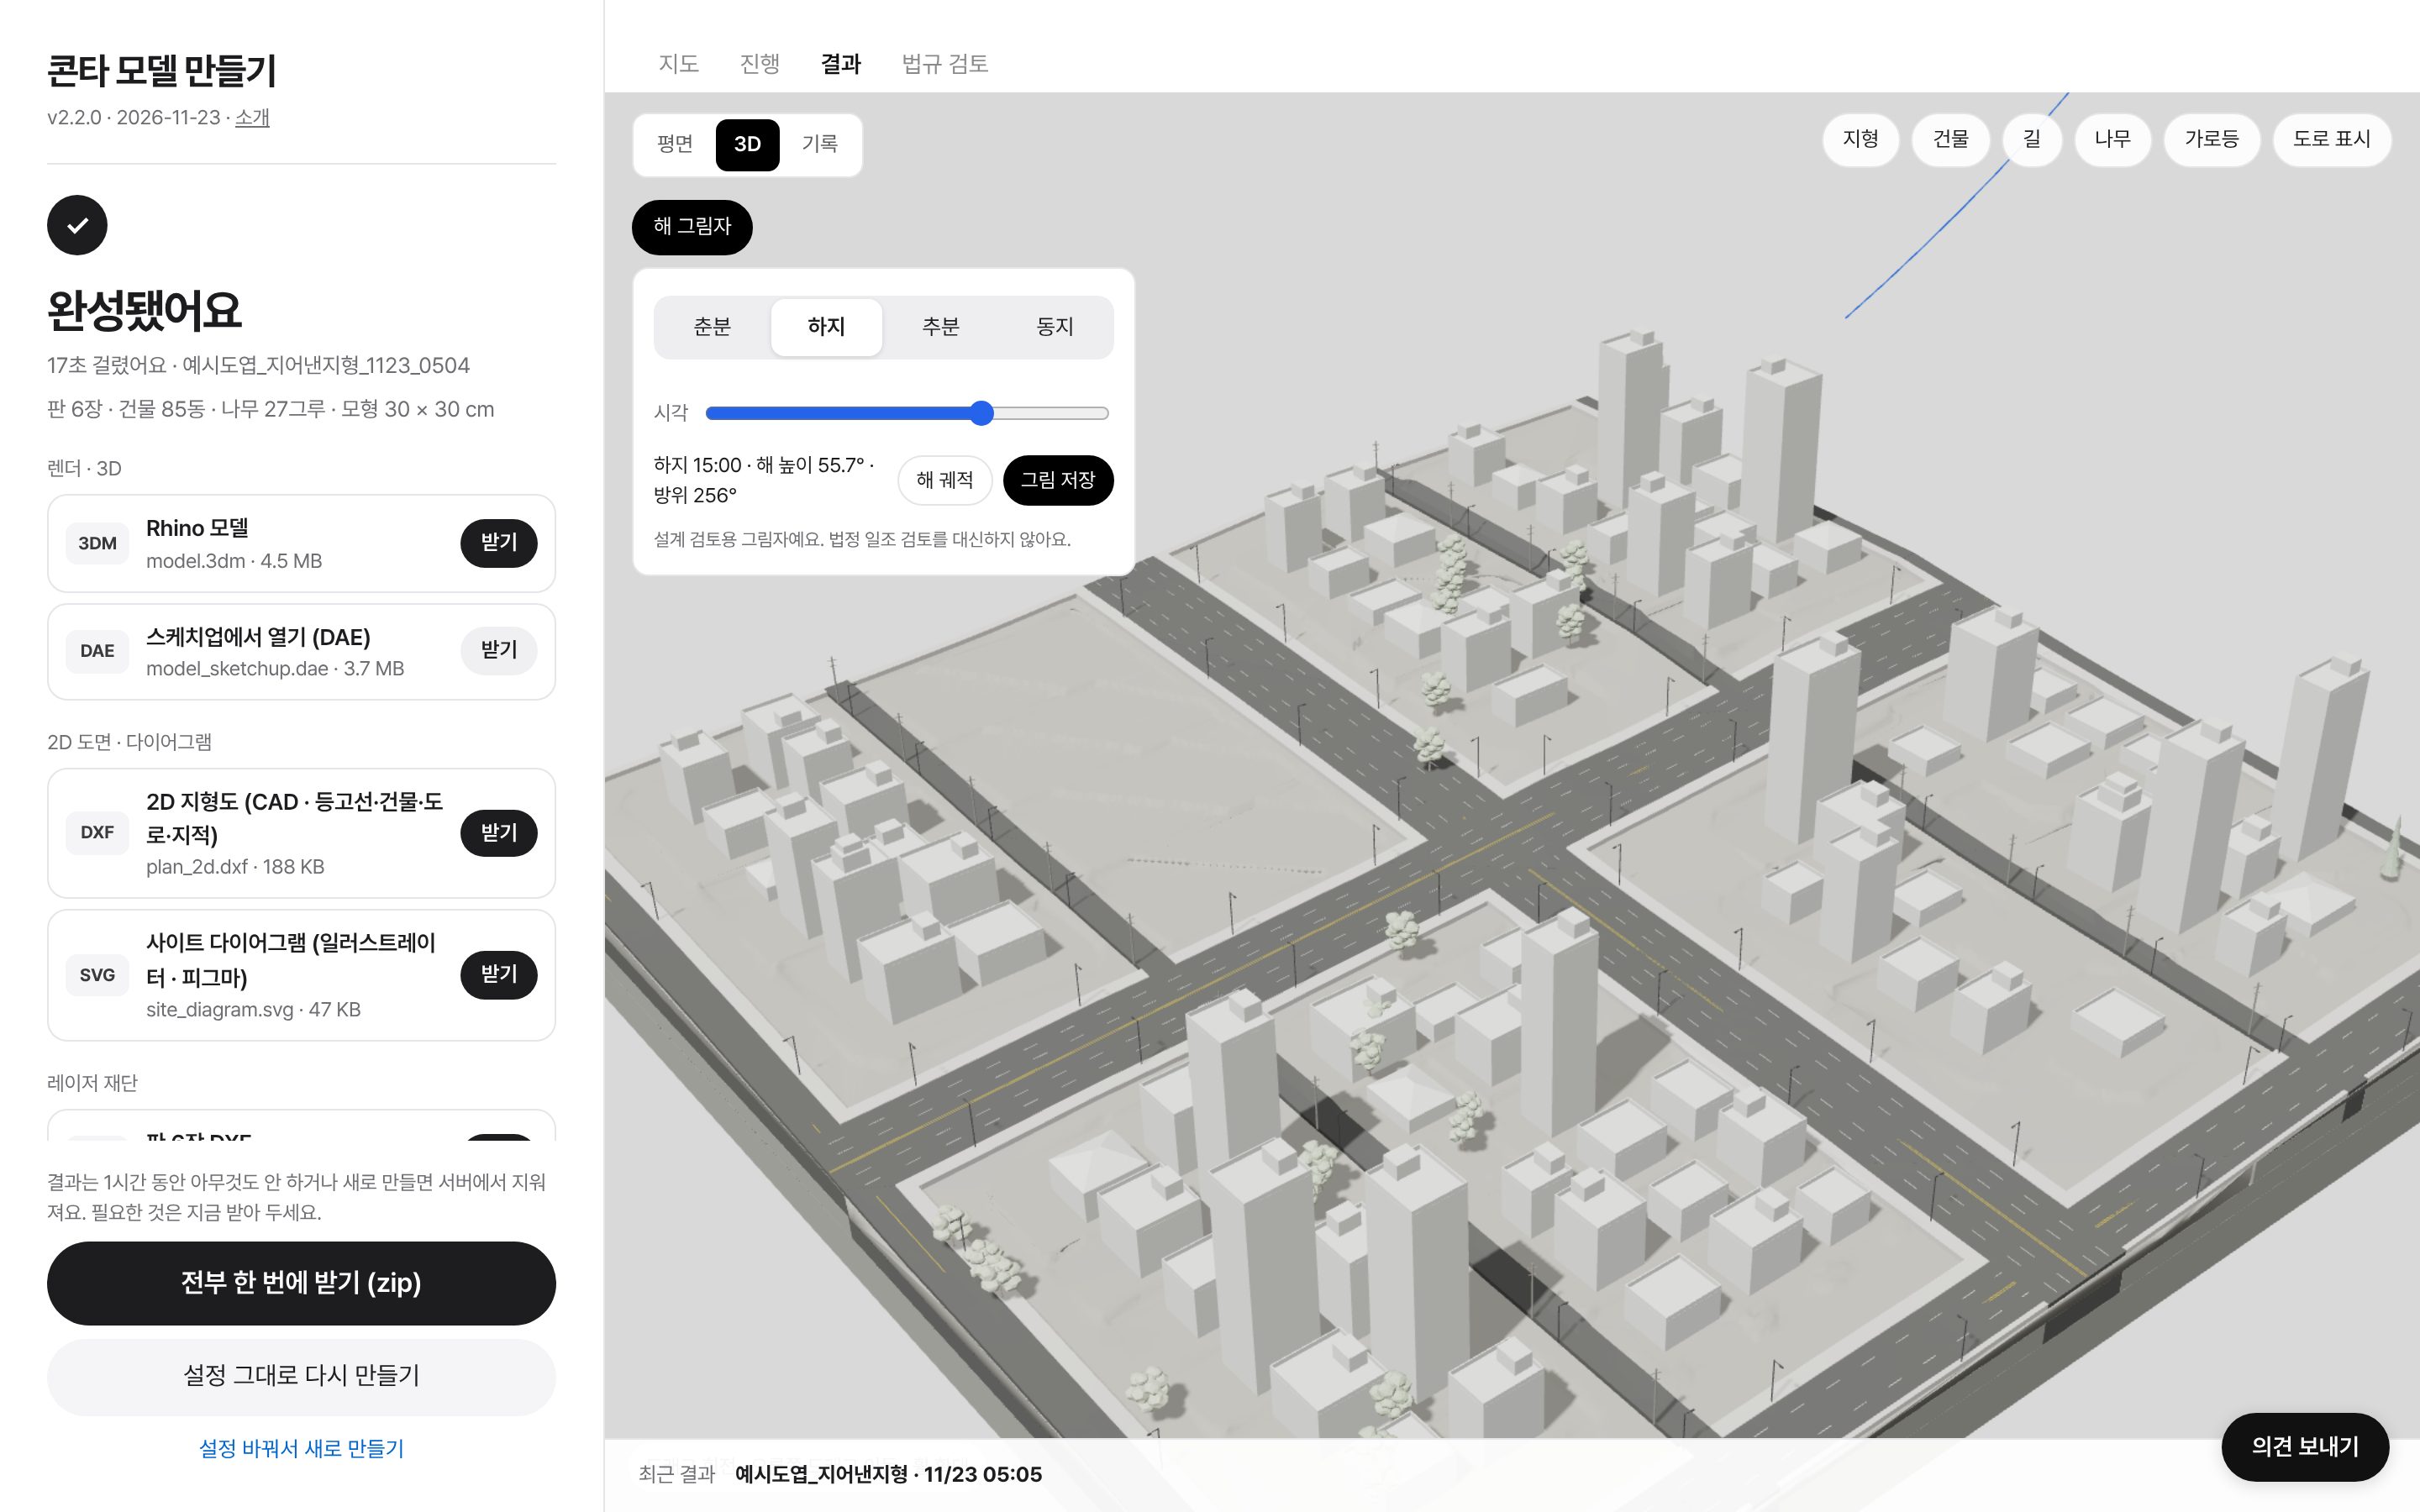 콘타 모델 만들기
v2.2.0 · 2026-11-23 · 소개
완성됐어요
17초 걸렸어요 · 예시도엽_지어낸지형_1123_0504
판 6장 · 건물 85동 · 나무 27그루 · 모형 30 × 30 cm
렌더 · 3D
3DM
Rhino 모델
model.3dm · 4.5 MB
받기
DAE
스케치업에서 열기 (DAE)
model_sketchup.dae · 3.7 MB
받기
2D 도면 · 다이어그램
DXF
2D 지형도 (CAD · 등고선·건물·도
로·지적)
plan_2d.dxf · 188 KB
받기
SVG
사이트 다이어그램 (일러스트레이
터 · 피그마)
site_diagram.svg · 47 KB
받기
레이저 재단
판 6장 DXF
결과는 1시간 동안 아무것도 안 하거나 새로 만들면 서버에서 지워
져요. 필요한 것은 지금 받아 두세요.
전부 한 번에 받기 (zip)
설정 그대로 다시 만들기
설정 바꿔서 새로 만들기
지도 진행 결과 법규 검토
평면 3D 기록
지형 건물 길 나무 가로등 도로 표시
해 그림자
춘분 하지 추분 동지
시각
하지 15:00 · 해 높이 55.7° ·
방위 256°
해 궤적
그림 저장
설계 검토용 그림자예요. 법정 일조 검토를 대신하지 않아요.
최근 결과 예시도엽_지어낸지형 · 11/23 05:05
의견 보내기